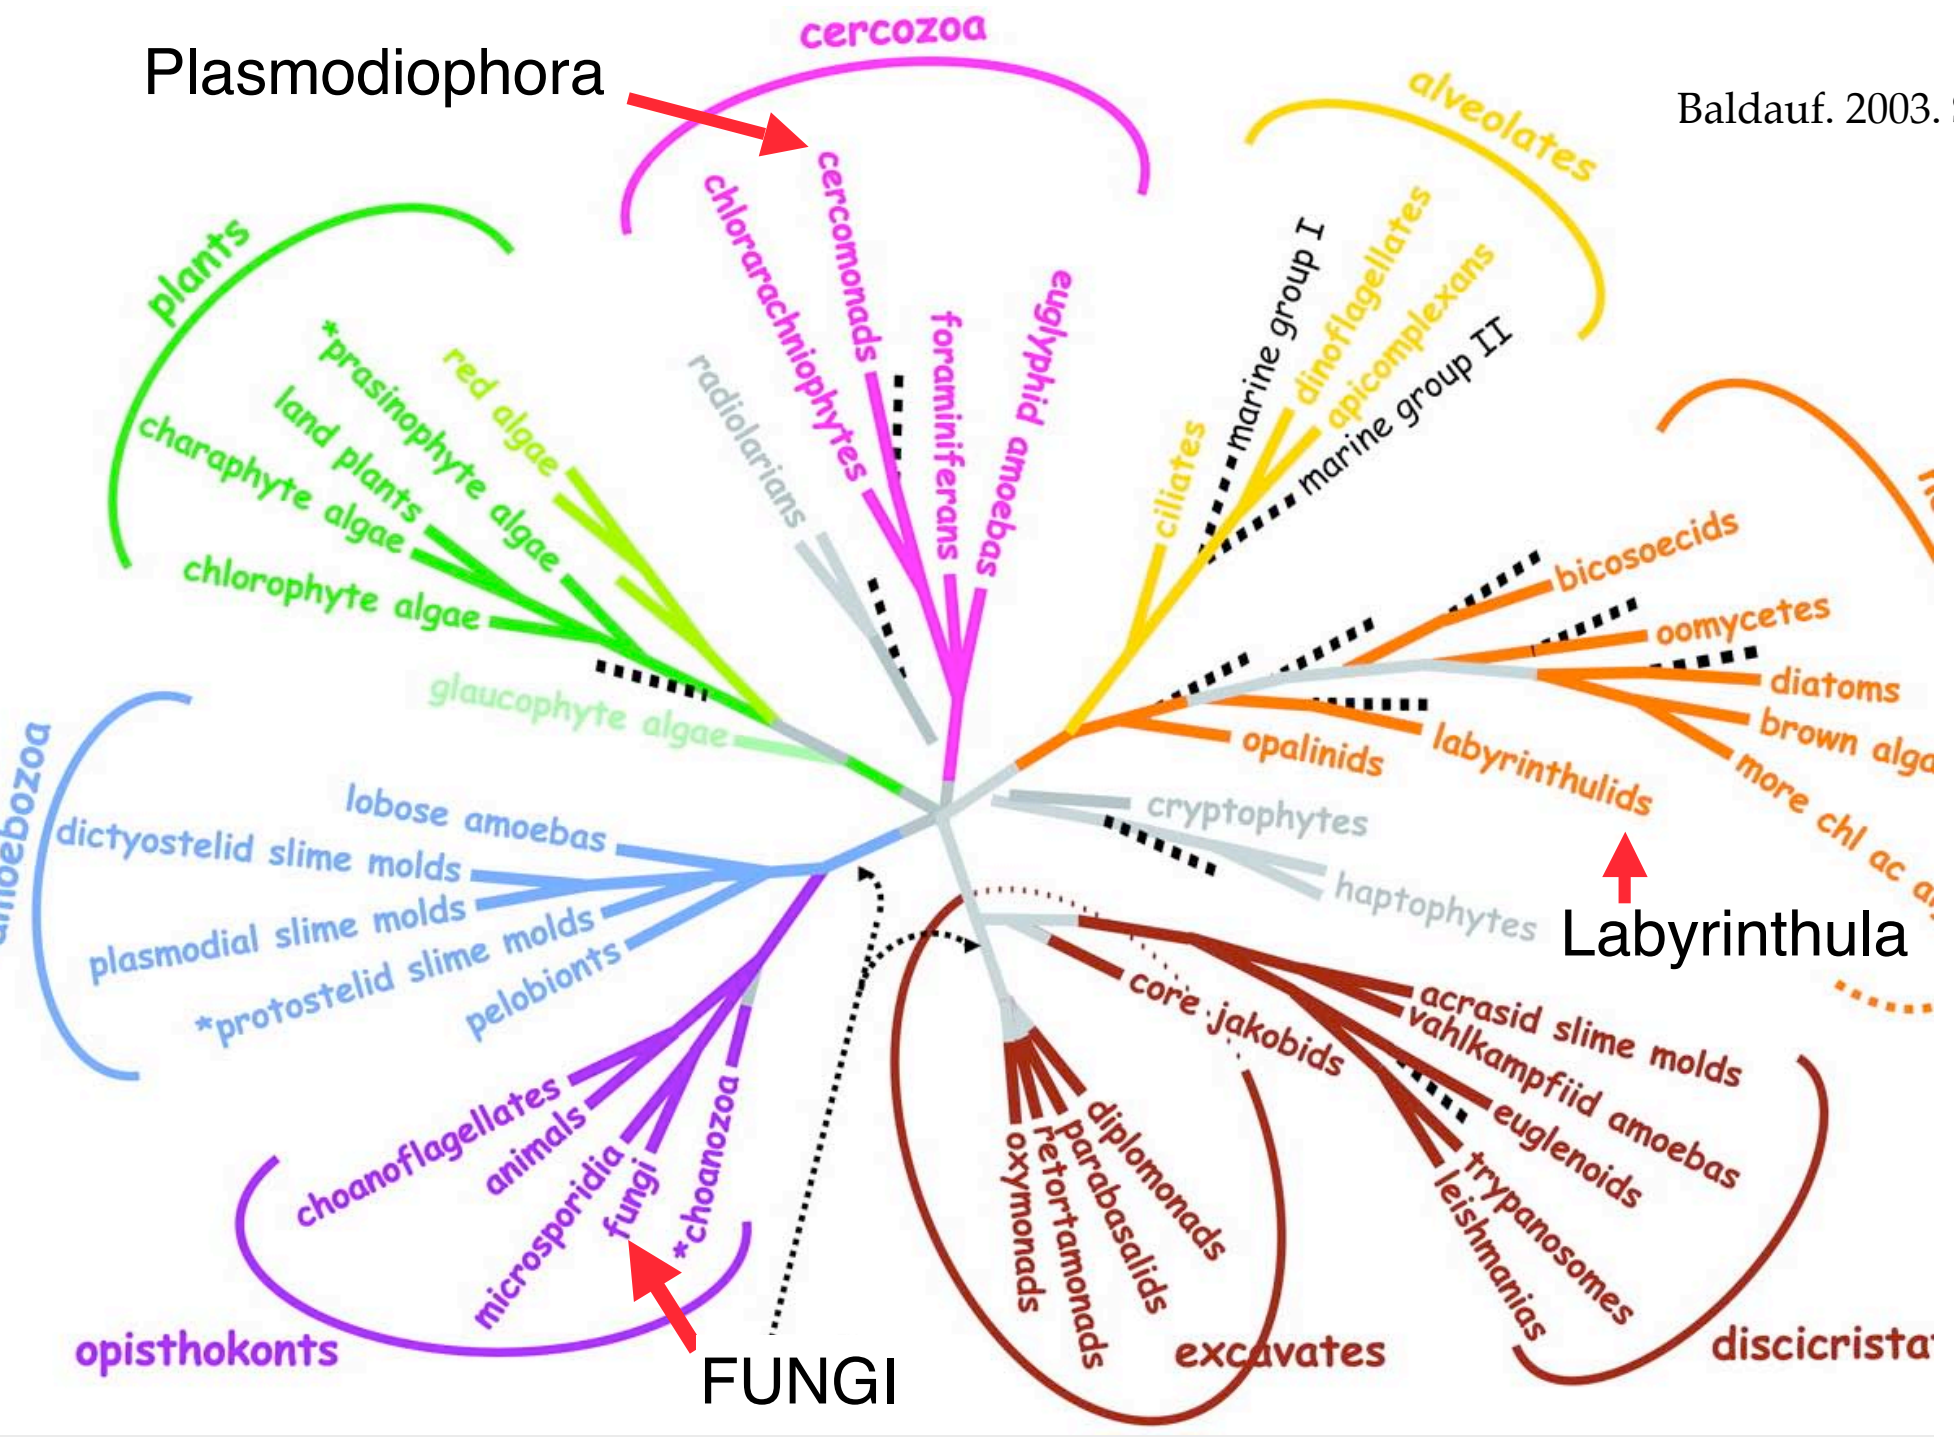 cercozoa
Plasmodiophora
alveolates
Baldauf. 2003.
plants
cercomonads
chlorarachniophytes
foraminiferans
euglyphid amoebas
radiolarians
marine group I
dinoflagellates
apicomplexans
marine group II
ciliates
*prasinophyte algae
red algae
land plants
charaphyte algae
chlorophyte algae
glaucophyte algae
bicosoecids
oomycetes
diatoms
brown
more chl ac
labyrinthulids
opalinids
Labyrinthula
cryptophytes
haptophytes
lobose amoebas
dictyostelid slime molds
plasmodial slime molds
*protostelid slime molds
pelobionts
choanoflagellates
animals
microsporidia
fungi
*choanozoa
opisthokonts
FUNGI
core jakobids
acrasid slime molds
vahlkampfiid amoebas
euglenoids
trypanosomes
leishmanias
diplomonads
parabasalids
retortamonads
oxymonads
excavates
discicrista